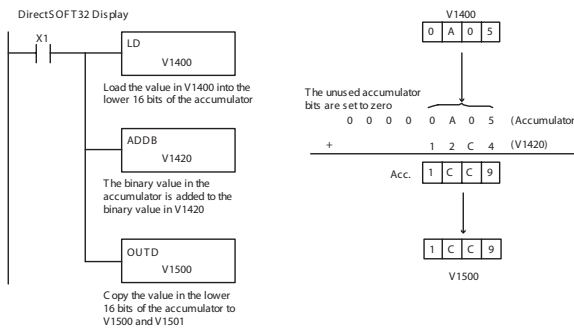 DirectSOFT32 Display
X1
LD
V1400
Load the value in V1400 into the
lower 16 bits of the accumulator
ADDB
V1420
The binary value in the
accumulator is added to the
binary value in V1420
OUTD
V1500
Copy the value in the lower
16 bits of the accumulator to
V1500 and V1501
V1400
0 A 0 5
The unused accumulator
bits are set to zero
0 0 0 0 0 A 0 5 (Accumulator
+ 1 2 C 4 (V1420)
Acc. 1 C C 9
1 C C 9
V1500